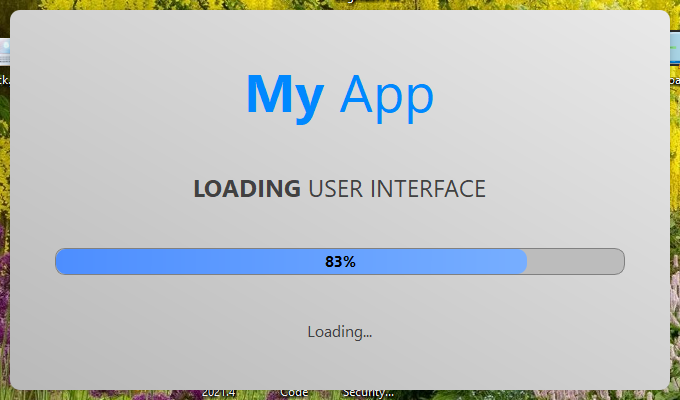 My App
LOADING USER INTERFACE
83%
Loading...
2021.4 Code Security...